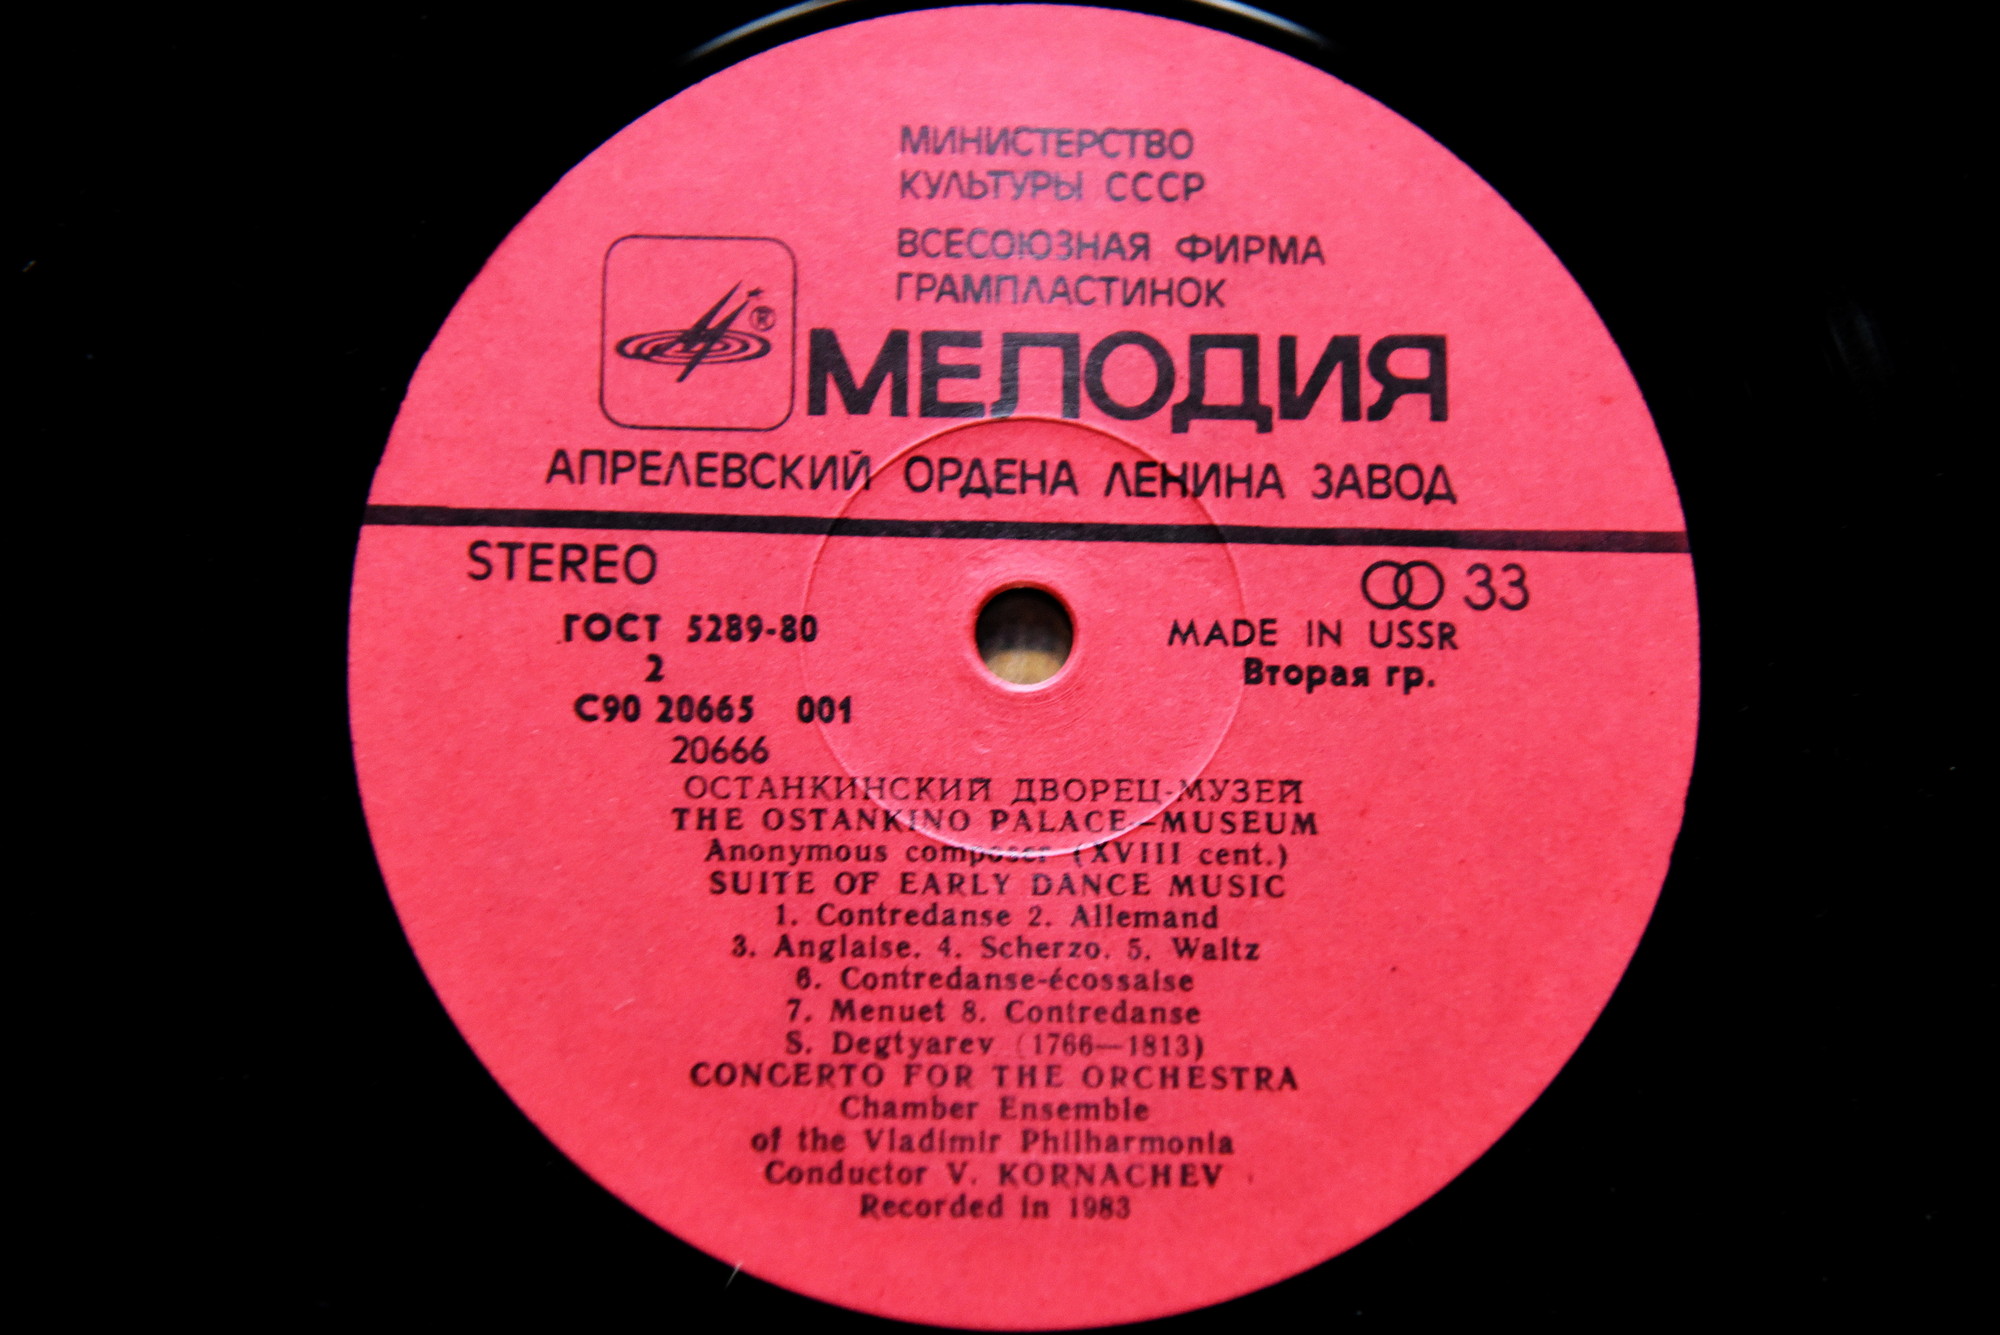 МИНИСТЕРСТВО
КУЛЬТУРЫ СССР
ВСЕСОЮЗНАЯ ФИРМА
ГРАМПЛАСТИНОК
®
МЕЛОДИЯ
АПРЕЛЕВСКИЙ ОРДЕНА ЛЕНИНА ЗАВОД
STEREO
33
ГОСТ 5289-80
MADE IN USSR
2
Вторая гр.
С90 20665 001
20666
ОСТАНКИНСКИЙ ДВОРЕЦ-МУЗЕЙ
THE OSTANKINO PALACE—MUSEUM
Anonymous composer (XVIII cent.)
SUITE OF EARLY DANCE MUSIC
1. Contredanse 2. Allemand
3. Anglaise. 4. Scherzo. 5. Waltz
6. Contredanse-écossaise
7. Menuet 8. Contredanse
S. Degtyarev (1766—1813)
CONCERTO FOR THE ORCHESTRA
Chamber Ensemble
of the Vladimir Philharmonia
Conductor V. KORNACHEV
Recorded in 1983